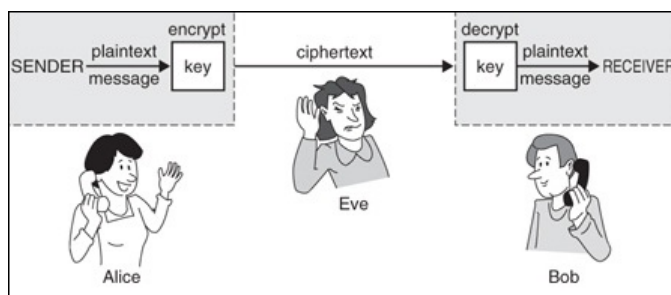 encrypt
decrypt
SENDER plaintext message key ciphertext key plaintext message RECEIVER
Eve
Alice
Bob